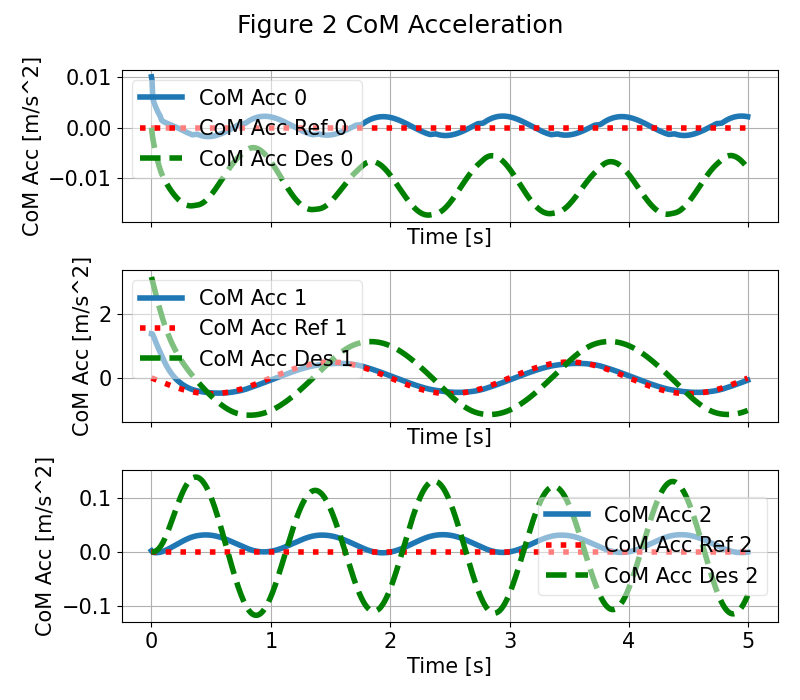 Figure 2 CoM Acceleration
CoM Acc [m/s^2]
0.01
0.00
−0.01
CoM Acc 0
CoM Acc Ref 0
CoM Acc Des 0
Time [s]
CoM Acc [m/s^2]
2
0
CoM Acc 1
CoM Acc Ref 1
CoM Acc Des 1
Time [s]
CoM Acc [m/s^2]
0.1
0.0
−0.1
CoM Acc 2
CoM Acc Ref 2
CoM Acc Des 2
0 1 2 3 4 5
Time [s]